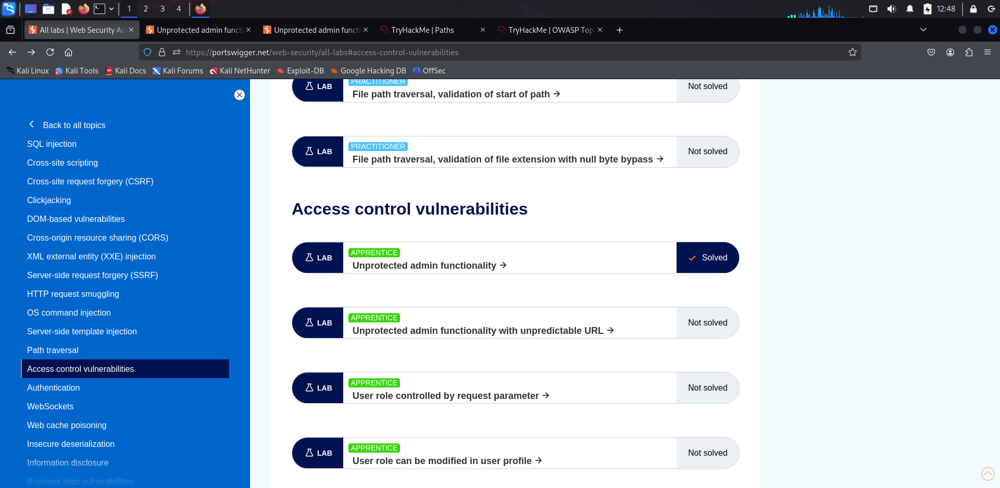 1 2 3 4
12:48
All labs | Web Security Aca
Unprotected admin functi
Unprotected admin functi
TryHackMe | Paths
TryHackMe | OWASP Top
https://portswigger.net/web-security/all-labs#access-control-vulnerabilities
Kali Linux
Kali Tools
Kali Docs
Kali Forums
Kali NetHunter
Exploit-DB
Google Hacking DB
OffSec
Back to all topics
SQL injection
Cross-site scripting
Cross-site request forgery (CSRF)
Clickjacking
DOM-based vulnerabilities
Cross-origin resource sharing (CORS)
XML external entity (XXE) injection
Server-side request forgery (SSRF)
HTTP request smuggling
OS command injection
Server-side template injection
Path traversal
Access control vulnerabilities
Authentication
WebSockets
Web cache poisoning
Insecure deserialization
Information disclosure
Business logic vulnerabilities
LAB
PRACTITIONER
File path traversal, validation of start of path
Not solved
LAB
PRACTITIONER
File path traversal, validation of file extension with null byte bypass
Not solved
Access control vulnerabilities
LAB
APPRENTICE
Unprotected admin functionality
Solved
LAB
APPRENTICE
Unprotected admin functionality with unpredictable URL
Not solved
LAB
APPRENTICE
User role controlled by request parameter
Not solved
LAB
APPRENTICE
User role can be modified in user profile
Not solved